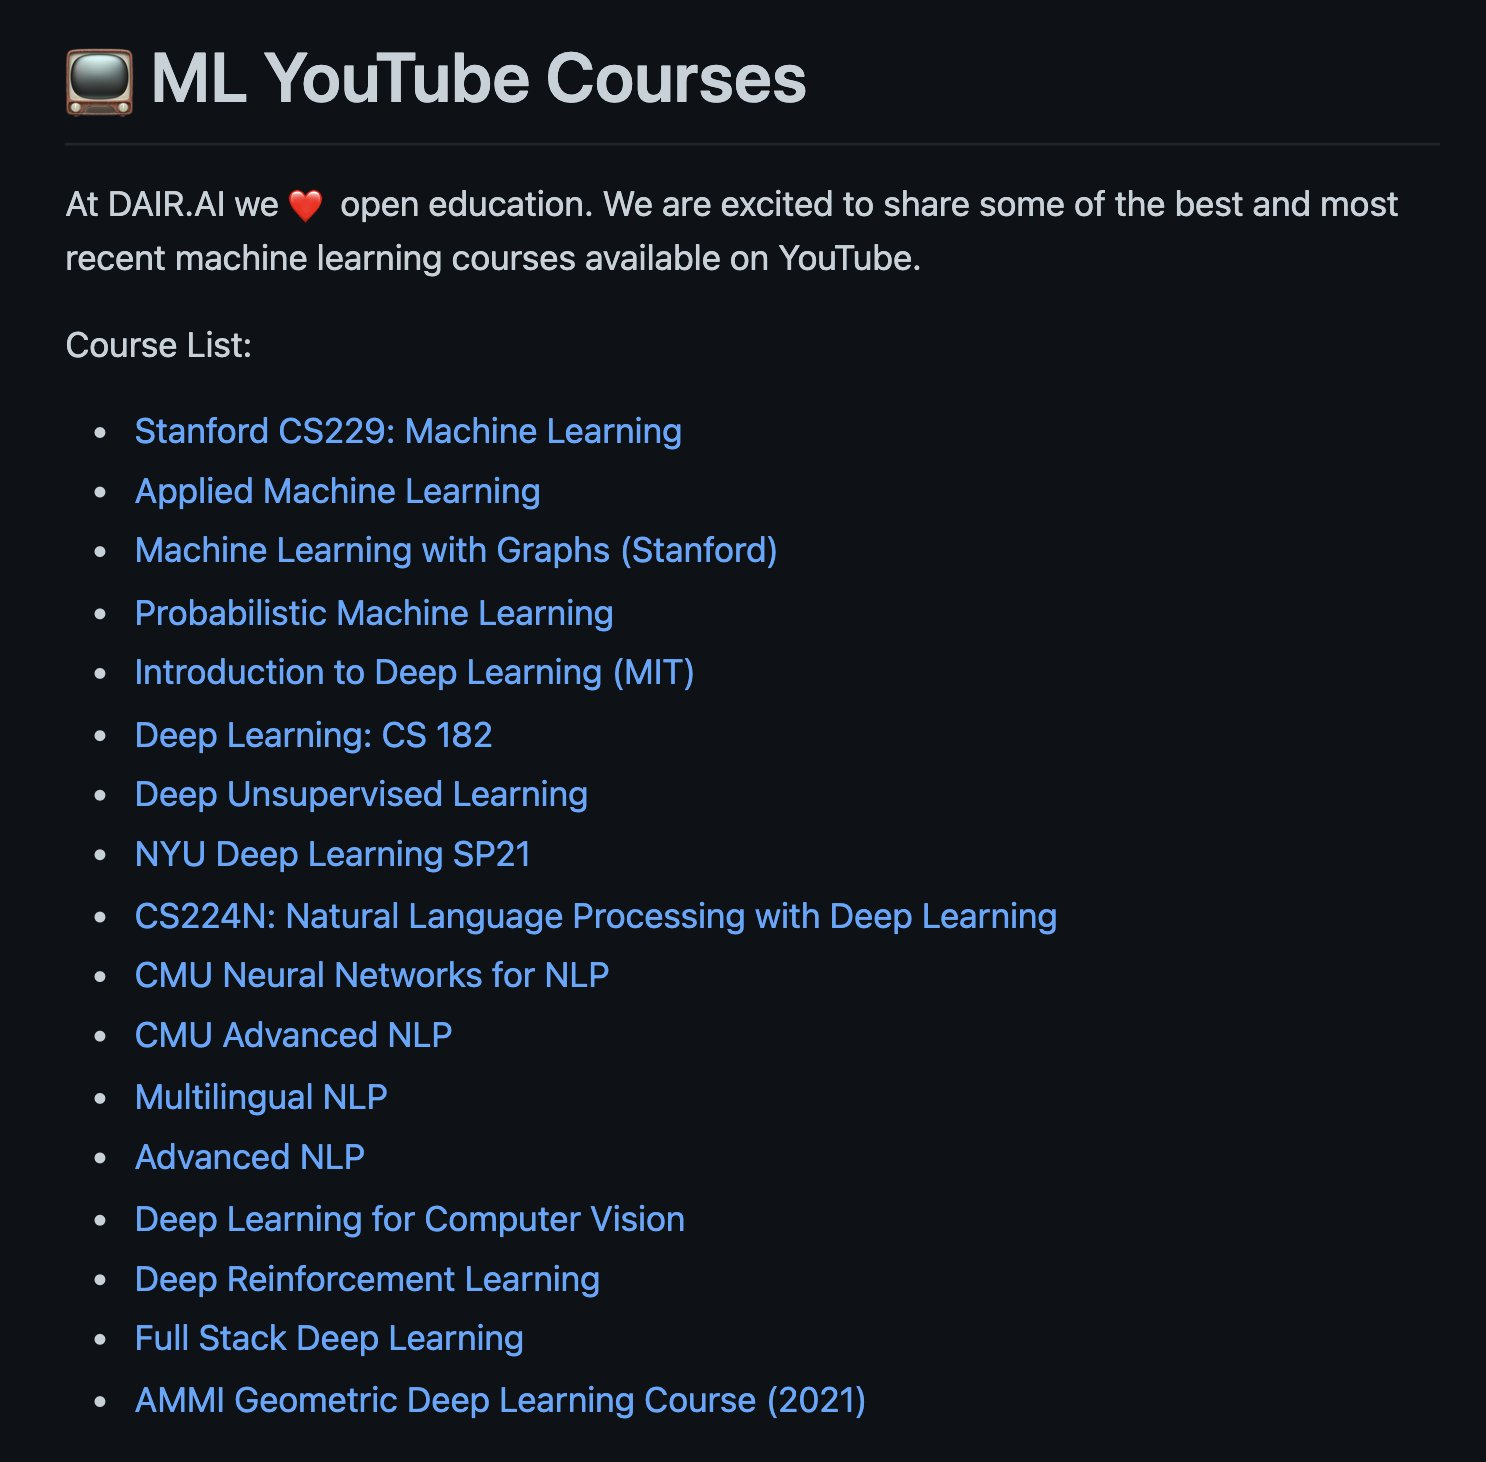 📺 ML YouTube Courses
At DAIR.AI we ❤️ open education. We are excited to share some of the best and most
recent machine learning courses available on YouTube.
Course List:
• Stanford CS229: Machine Learning
• Applied Machine Learning
• Machine Learning with Graphs (Stanford)
• Probabilistic Machine Learning
• Introduction to Deep Learning (MIT)
• Deep Learning: CS 182
• Deep Unsupervised Learning
• NYU Deep Learning SP21
• CS224N: Natural Language Processing with Deep Learning
• CMU Neural Networks for NLP
• CMU Advanced NLP
• Multilingual NLP
• Advanced NLP
• Deep Learning for Computer Vision
• Deep Reinforcement Learning
• Full Stack Deep Learning
• AMMI Geometric Deep Learning Course (2021)